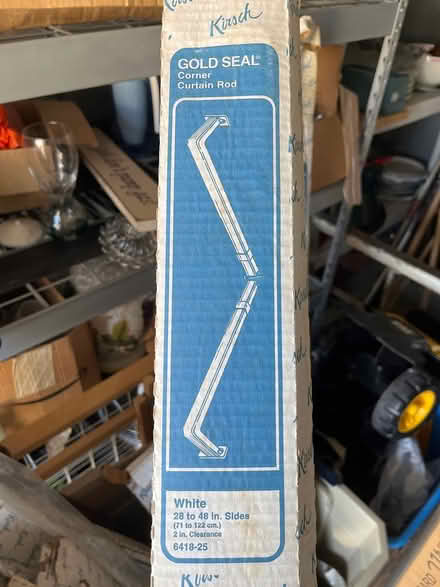 Kirsch
GOLD SEAL®
Corner
Curtain Rod
White
28 to 48 in. Sides
(71 to 122 cm.)
2 in. Clearance
6418-25